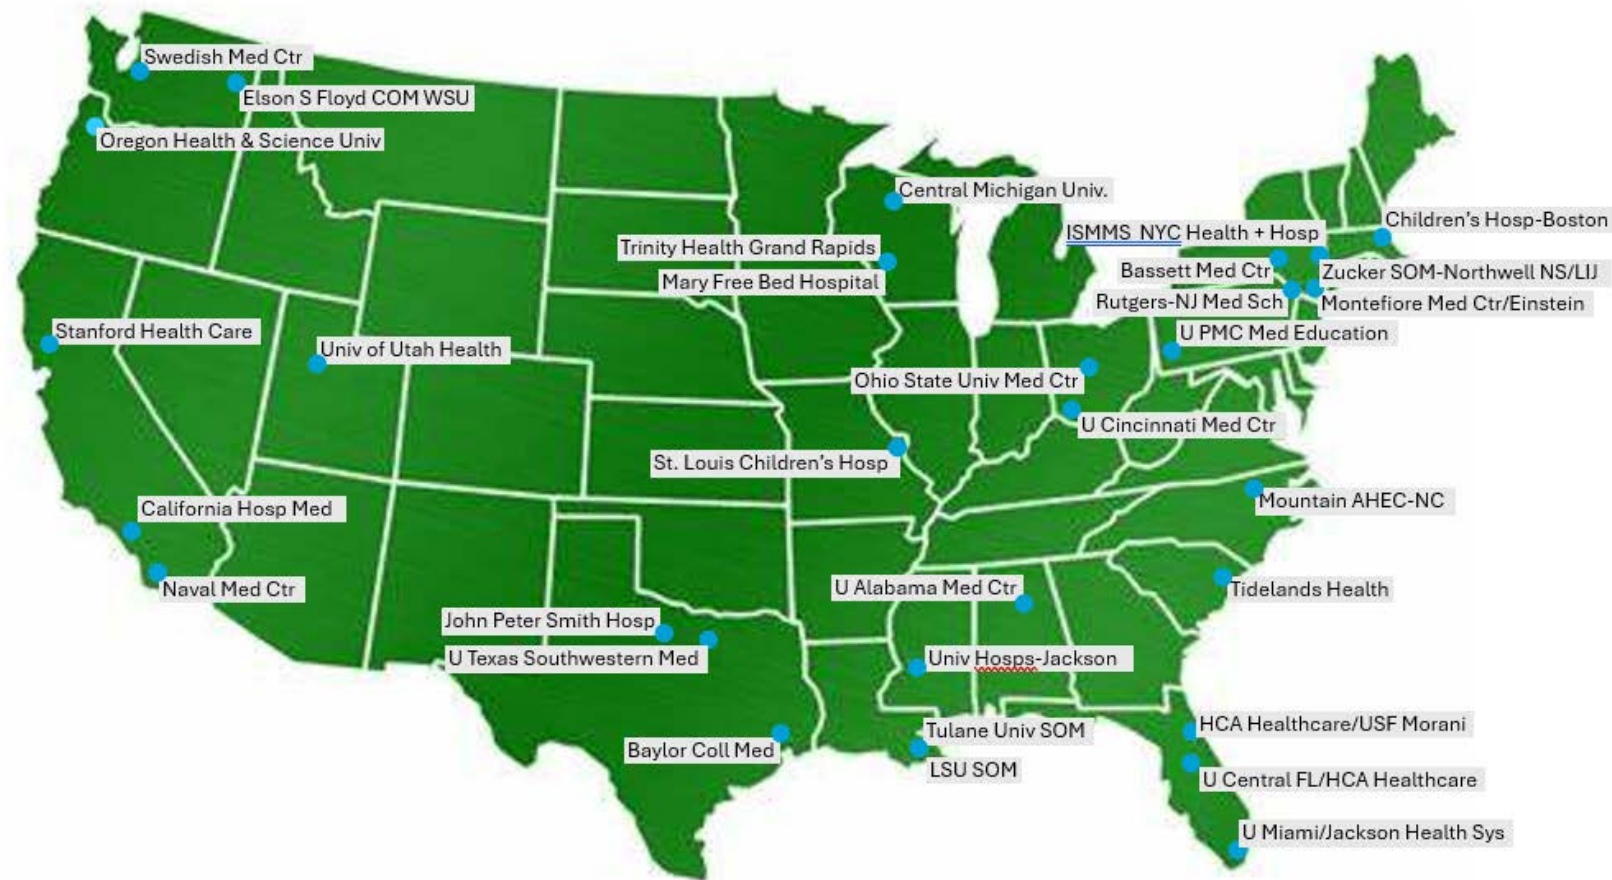 Swedish Med Ctr
Elson S Floyd COM WSU
Oregon Health & Science Univ
Central Michigan Univ.
Children's Hosp-Boston
ISMMS NYC Health + Hosp
Trinity Health Grand Rapids
Bassett Med Ctr
Zucker SOM-Northwell NS/LIJ
Mary Free Bed Hospital
Rutgers-NJ Med Sch
Montefiore Med Ctr/Einstein
Stanford Health Care
U PMC Med Education
Univ of Utah Health
Ohio State Univ Med Ctr
U Cincinnati Med Ctr
St. Louis Children's Hosp
Mountain AHEC-NC
California Hosp Med
Naval Med Ctr
U Alabama Med Ctr
Tidelands Health
John Peter Smith Hosp
U Texas Southwestern Med
Univ Hosps-Jackson
HCA Healthcare/USF Morani
Tulane Univ SOM
Baylor Coll Med
LSU SOM
U Central FL/HCA Healthcare
U Miami/Jackson Health Sys